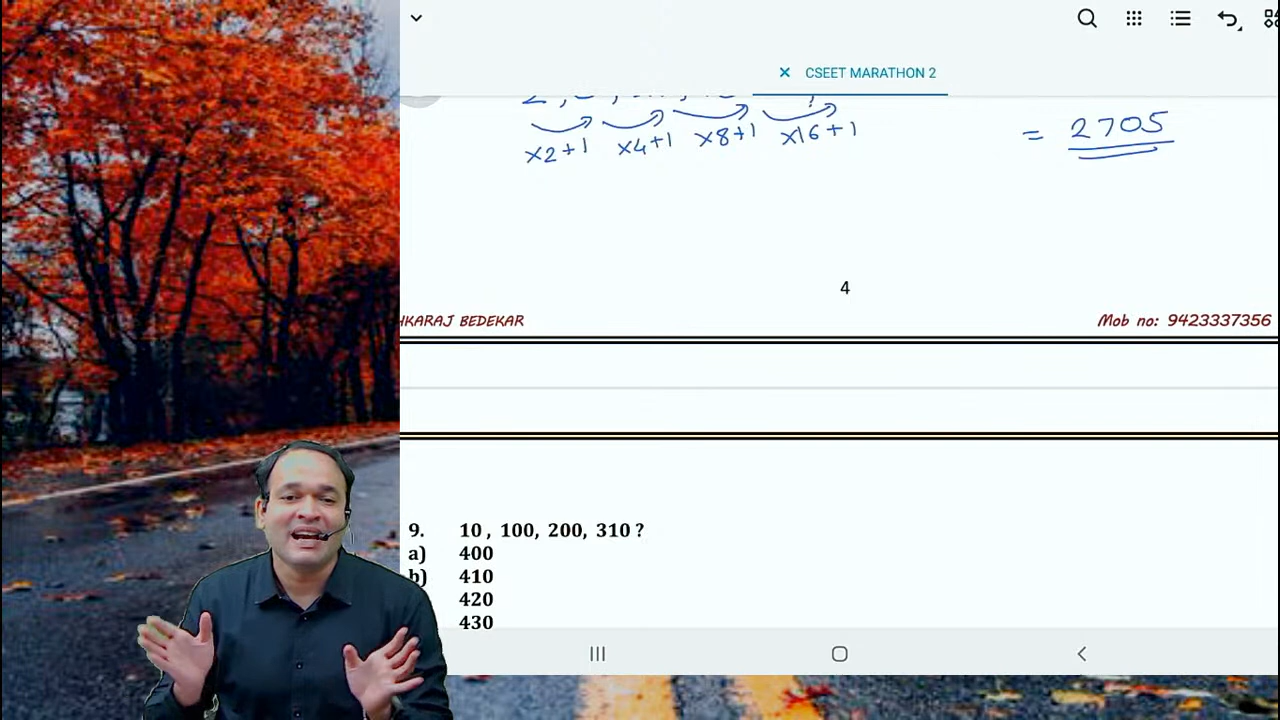 × CSEET MARATHON 2
×2+1 ×4+1 ×8+1 ×16+1
= 2705
4
HKARAJ BEDEKAR
Mob no: 9423337356
9. 10 , 100, 200, 310 ?
a) 400
b) 410
420
430